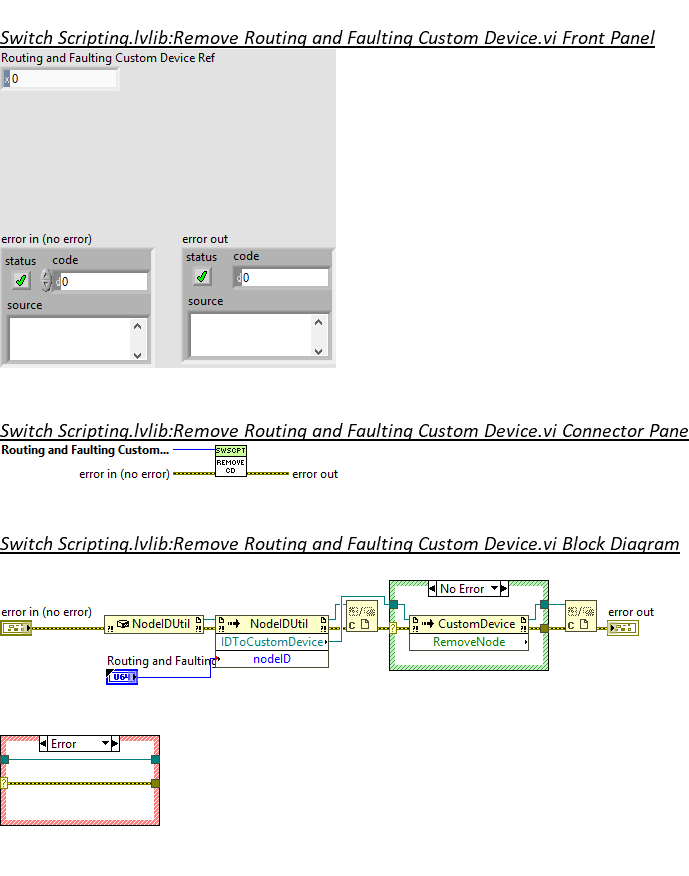 Switch Scripting.lvlib:Remove Routing and Faulting Custom Device.vi Front Panel
Routing and Faulting Custom Device Ref
x 0
error in (no error)
error out
status
code
status
code
d 0
d 0
source
source
Switch Scripting.lvlib:Remove Routing and Faulting Custom Device.vi Connector Pane
Routing and Faulting Custom...
SWSCPT
REMOVE
CD
error in (no error)
error out
Switch Scripting.lvlib:Remove Routing and Faulting Custom Device.vi Block Diagram
No Error
error in (no error)
error out
NodeIDUtil
NodeIDUtil
C
CustomDevice
C
IDToCustomDevice
RemoveNode
Routing and Faulting
nodeID
U64
Error